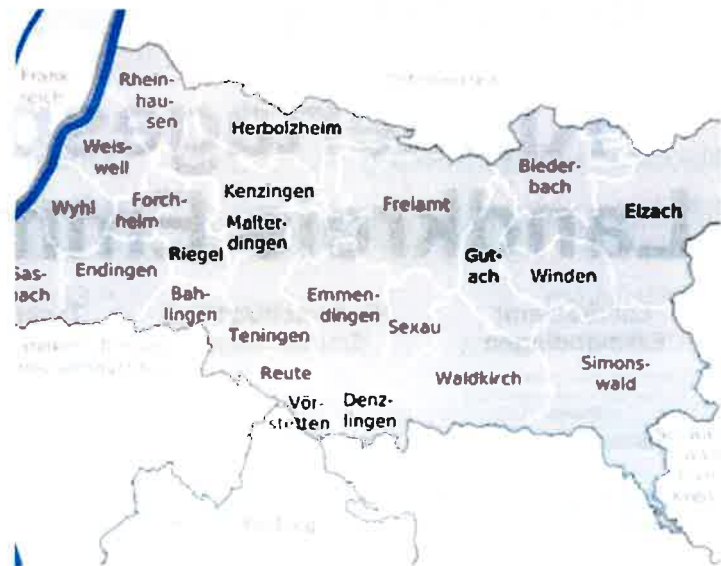 Rhein-
hau-
sen
Herbolzheim
Weis-
weil
Bieder-
bach
Wyhl
Forch-
heim
Kenzingen
Freiamt
Elzach
Malter-
dingen
Riegel
Gut-
ach
Winden
Sas-
bach
Endingen
Bah-
lingen
Emmen-
dingen
Teningen
Sexau
Simons-
wald
Reute
Waldkirch
Vör-
stetten
Denz-
lingen